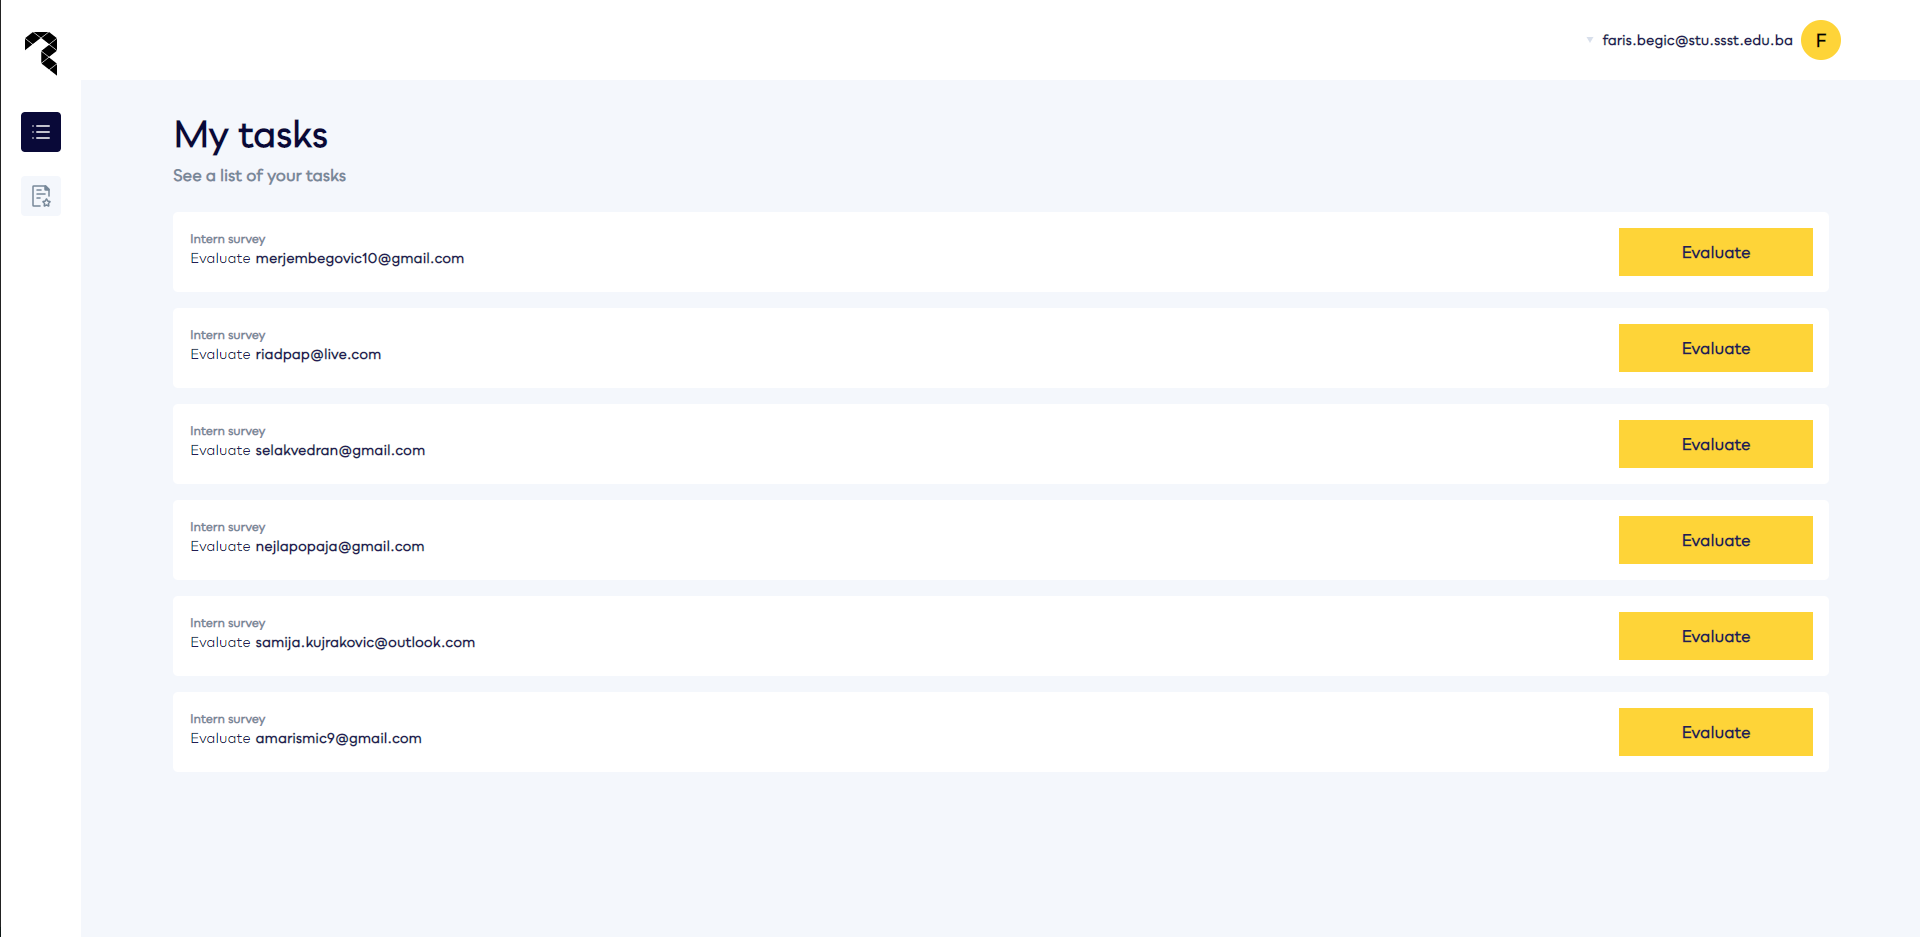 faris.begic@stu.ssst.edu.ba F
My tasks
See a list of your tasks
Intern survey
Evaluate merjembegovic10@gmail.com
Evaluate
Intern survey
Evaluate riadpap@live.com
Evaluate
Intern survey
Evaluate selakvedran@gmail.com
Evaluate
Intern survey
Evaluate nejlapopaja@gmail.com
Evaluate
Intern survey
Evaluate samija.kujrakovic@outlook.com
Evaluate
Intern survey
Evaluate amarismic9@gmail.com
Evaluate